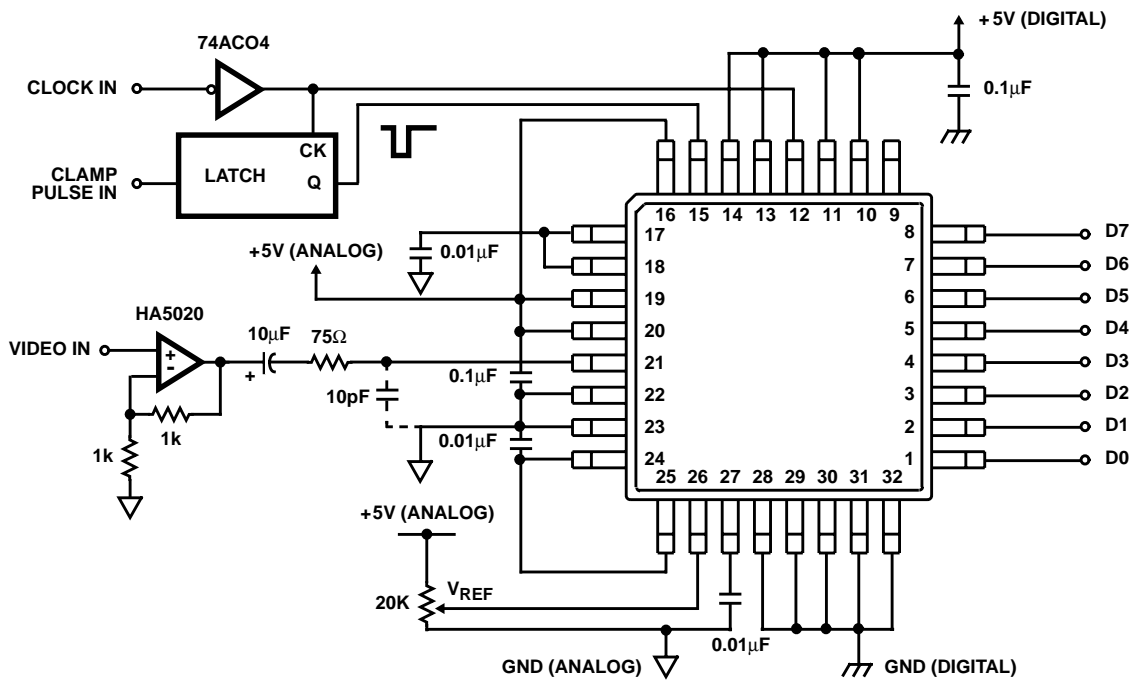 +5V (DIGITAL)
74ACO4
CLOCK IN
0.1μF
CK
LATCH
Q
CLAMP
PULSE IN
16 15 14 13 12 11 10 9
17
18
19
20
21
22
23
24
8
7
6
5
4
3
2
1
D7
D6
D5
D4
D3
D2
D1
D0
0.01μF
+5V (ANALOG)
HA5020
VIDEO IN
+
-
10μF
+
75Ω
10pF
0.1μF
0.01μF
1k
1k
25 26 27 28 29 30 31 32
+5V (ANALOG)
20K
VREF
0.01μF
GND (ANALOG)
GND (DIGITAL)